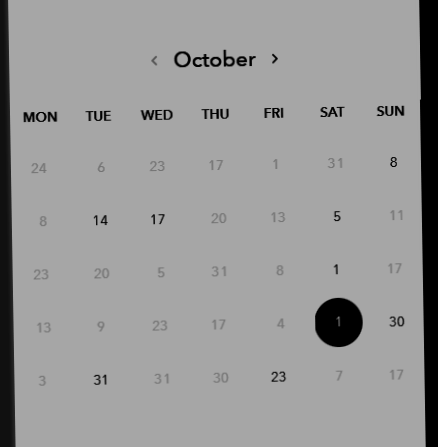 ‹ October ›
MON TUE WED THU FRI SAT SUN
24 6 23 17 1 31 8
8 14 17 20 13 5 11
23 20 5 31 8 1 17
13 9 23 17 4 1 30
3 31 31 30 23 7 17